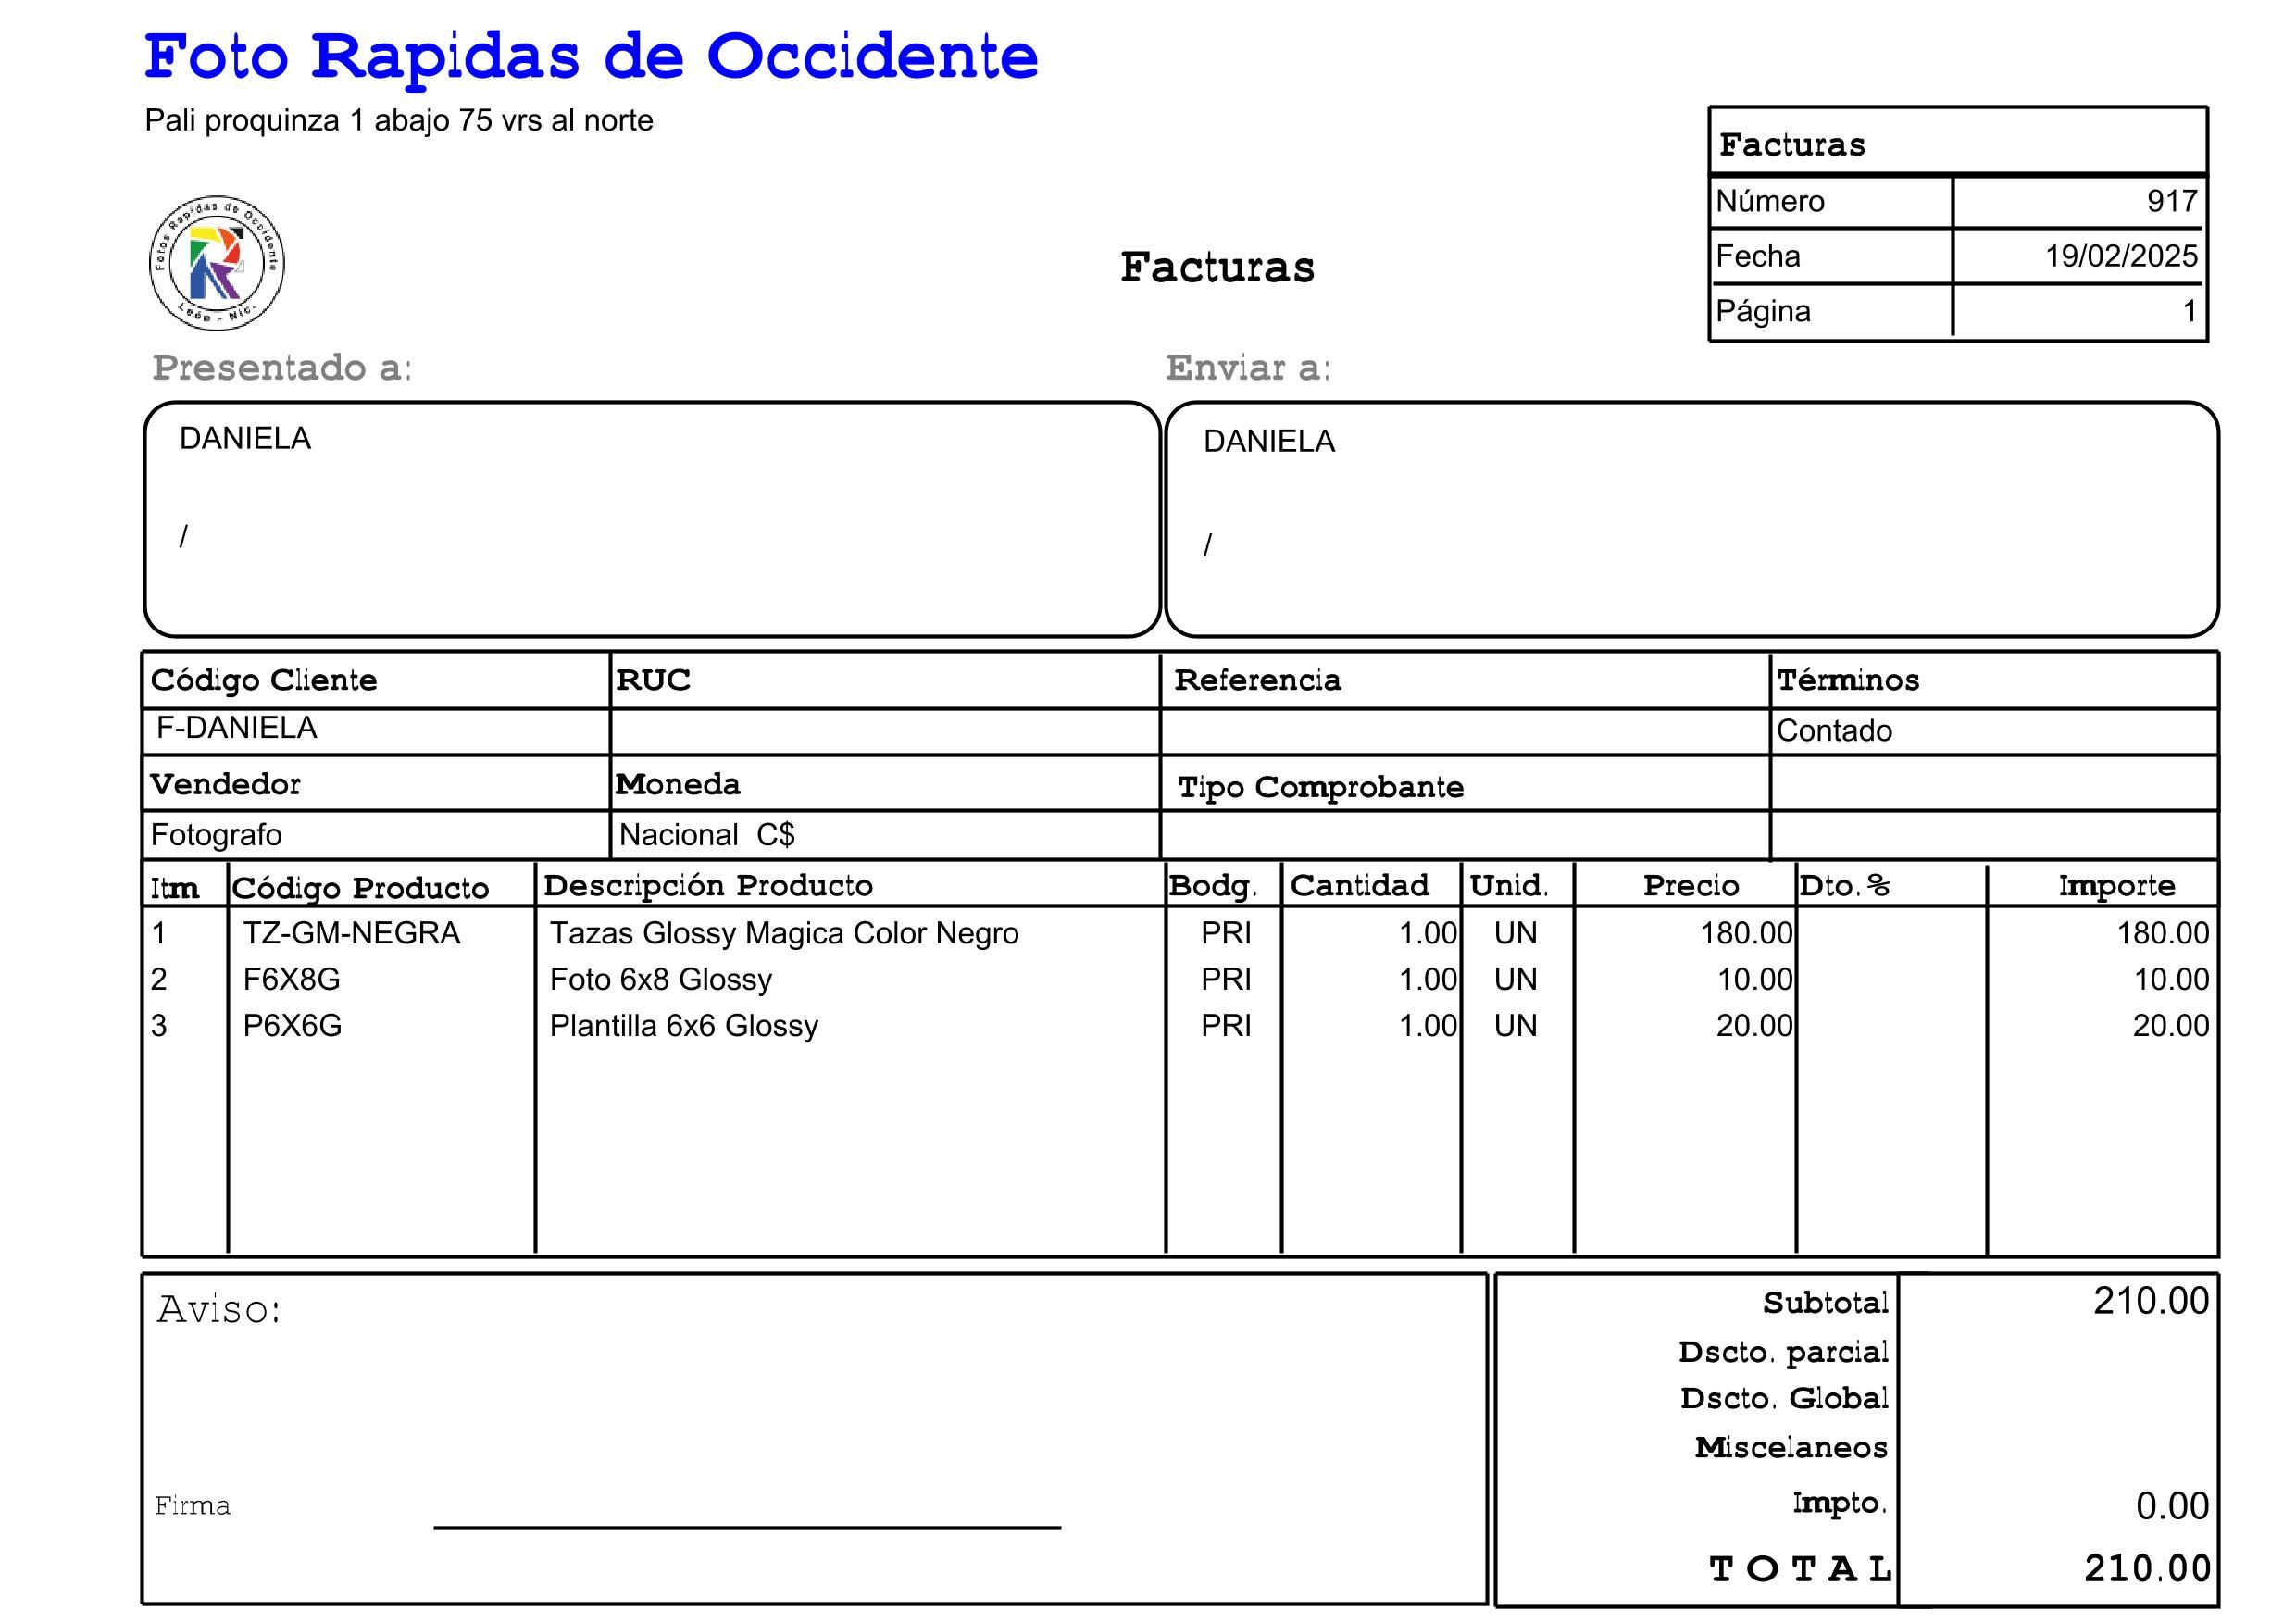 Foto Rapidas de Occidente
Pali proquinza 1 abajo 75 vrs al norte
Facturas
Número 917
Fecha 19/02/2025
Página 1
Fotos Rapidas de Occidente
León - Nic.
Facturas
Presentado a: Enviar a:
DANIELA DANIELA
/ /
Código Cliente RUC Referencia Términos
F-DANIELA Contado
Vendedor Moneda Tipo Comprobante
Fotografo Nacional C$
Itm Código Producto Descripción Producto Bodg. Cantidad Unid. Precio Dto.% Importe
1 TZ-GM-NEGRA Tazas Glossy Magica Color Negro PRI 1.00 UN 180.00 180.00
2 F6X8G Foto 6x8 Glossy PRI 1.00 UN 10.00 10.00
3 P6X6G Plantilla 6x6 Glossy PRI 1.00 UN 20.00 20.00
Aviso:
Subtotal 210.00
Dscto. parcial
Dscto. Global
Miscelaneos
Firma
Impto. 0.00
TOTAL 210.00